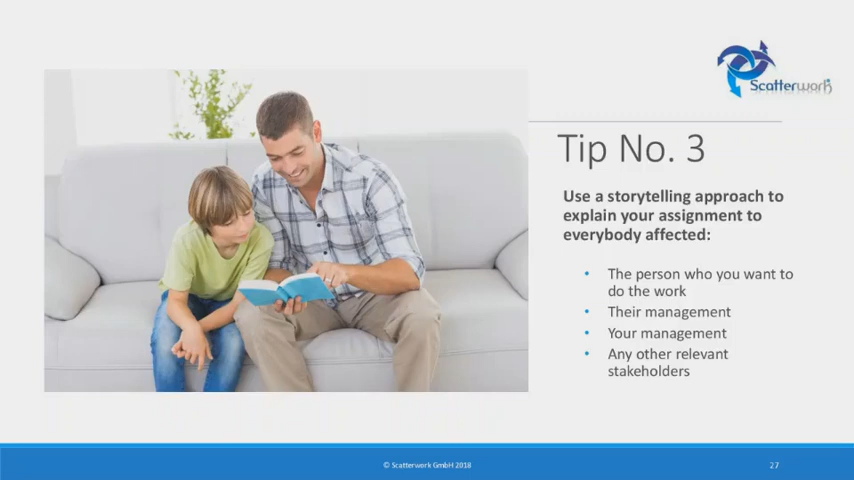 Scatterwork
Tip No. 3
Use a storytelling approach to
explain your assignment to
everybody affected:
• The person who you want to
do the work
• Their management
• Your management
• Any other relevant
stakeholders
© Scatterwork GmbH 2018
27